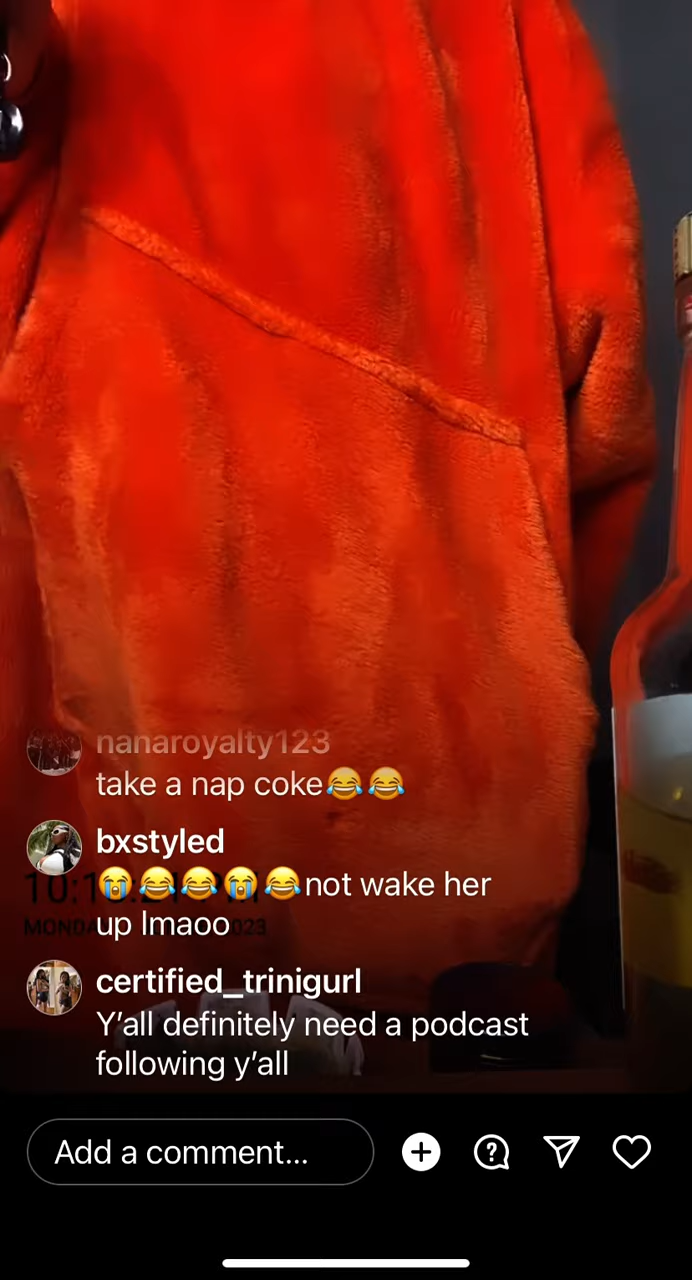 nanaroyalty123
take a nap coke😂😂
bxstyled
😭😂😂😭😂not wake her
up lmaoo
certified_trinigurl
Y’all definitely need a podcast
following y’all
Add a comment...